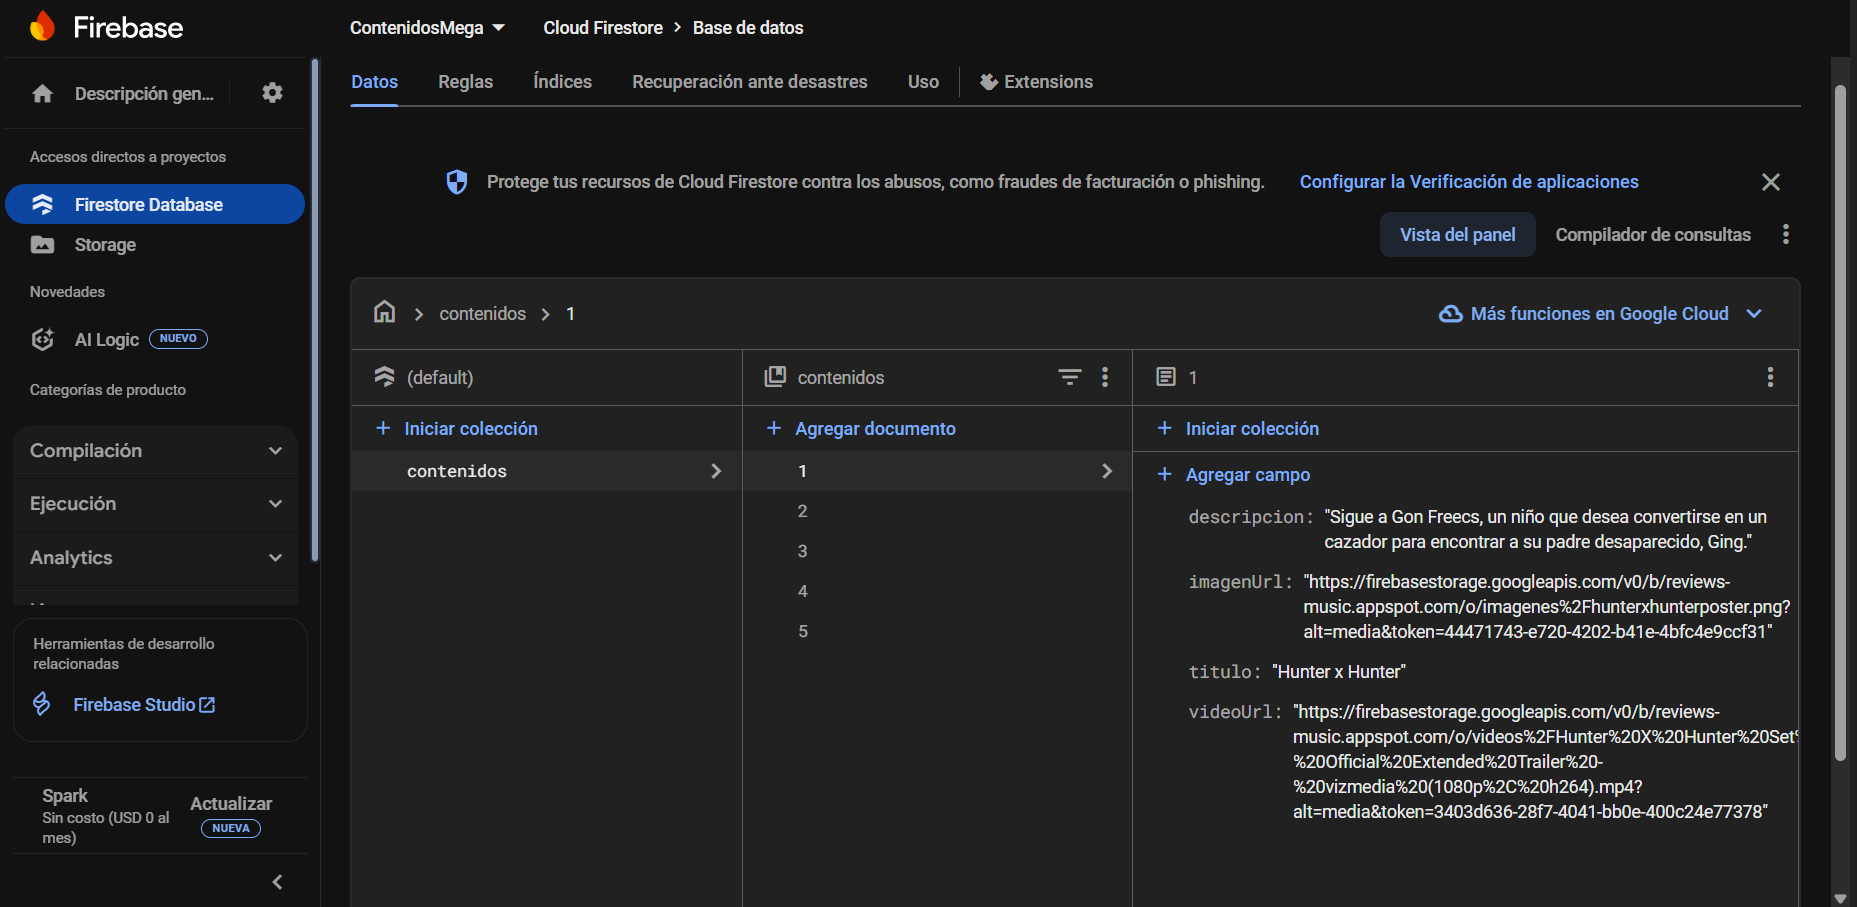 Firebase
ContenidosMega
Cloud Firestore
Base de datos
Datos
Reglas
Índices
Recuperación ante desastres
Uso
Extensions
Descripción gen...
Accesos directos a proyectos
Firestore Database
Storage
Novedades
AI Logic
NUEVO
Categorías de producto
Compilación
Ejecución
Analytics
Herramientas de desarrollo
relacionadas
Firebase Studio
Spark
Sin costo (USD 0 al
mes)
Actualizar
NUEVA
Protege tus recursos de Cloud Firestore contra los abusos, como fraudes de facturación o phishing.
Configurar la Verificación de aplicaciones
Vista del panel
Compilador de consultas
contenidos
1
Más funciones en Google Cloud
(default)
contenidos
1
+ Iniciar colección
+ Agregar documento
+ Iniciar colección
contenidos
1
2
3
4
5
+ Agregar campo
descripcion: "Sigue a Gon Freecs, un niño que desea convertirse en un
cazador para encontrar a su padre desaparecido, Ging."
imagenUrl: "https://firebasestorage.googleapis.com/v0/b/reviews-
music.appspot.com/o/imagenes%2Fhunterxhunterposter.png?
alt=media&token=44471743-e720-4202-b41e-4bfc4e9ccf31"
titulo: "Hunter x Hunter"
videoUrl: "https://firebasestorage.googleapis.com/v0/b/reviews-
music.appspot.com/o/videos%2FHunter%20X%20Hunter%20Set%
%20Official%20Extended%20Trailer%20-
%20vizmedia%20(1080p%2C%20h264).mp4?
alt=media&token=3403d636-28f7-4041-bb0e-400c24e77378"